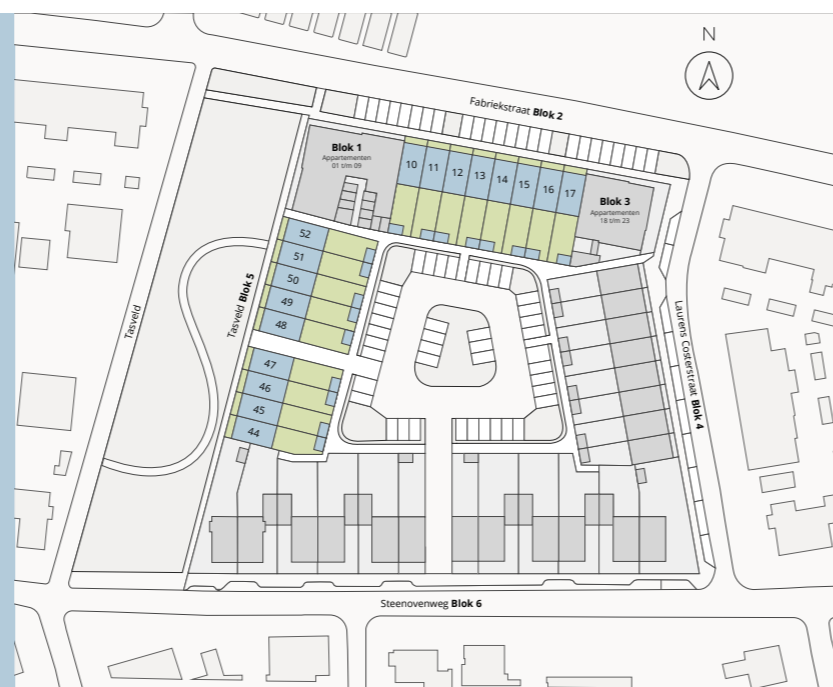 N
Fabriekstraat Blok 2
Blok 1
Appartementen
01 t/m 09
10
11
12
13
14
15
16
17
Blok 3
Appartementen
18 t/m 23
52
51
50
49
48
Tasveld
Tasveld Blok 5
Laurens Costerstraat Blok 4
47
46
45
44
Steenovenweg Blok 6